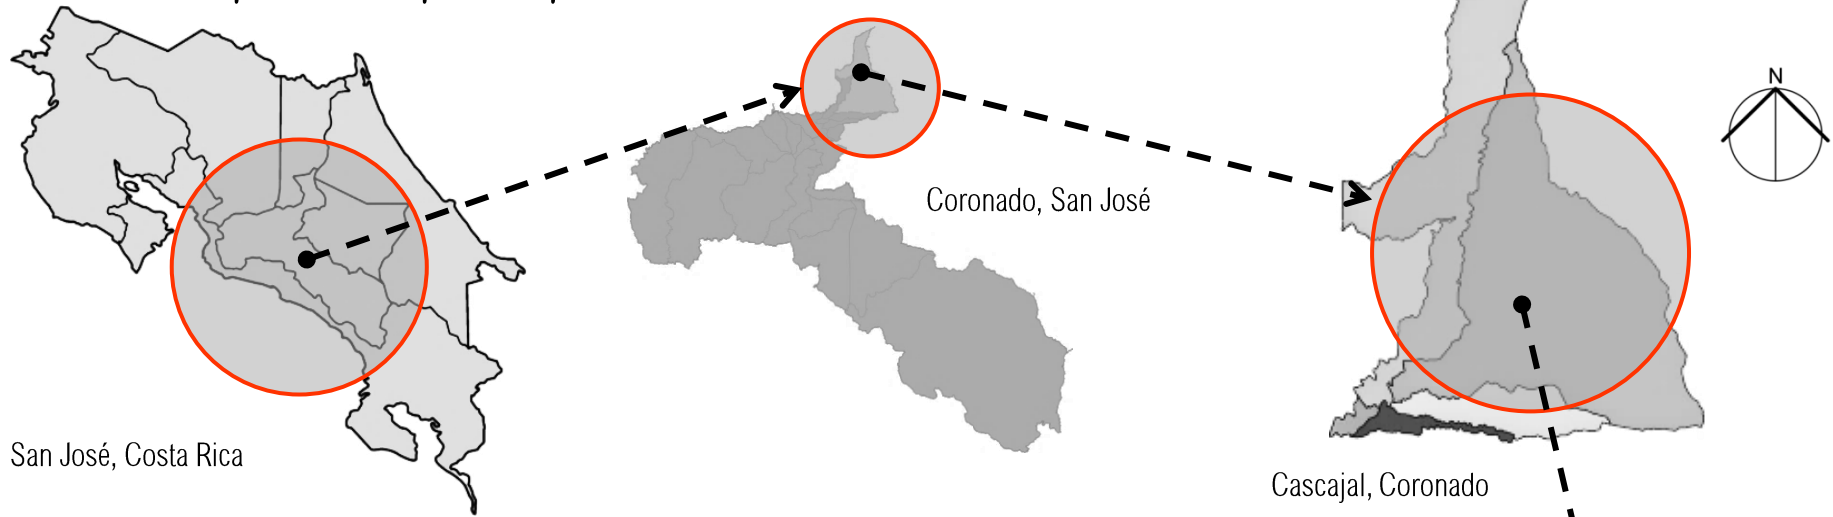 N
Coronado, San José
San José, Costa Rica
Cascajal, Coronado